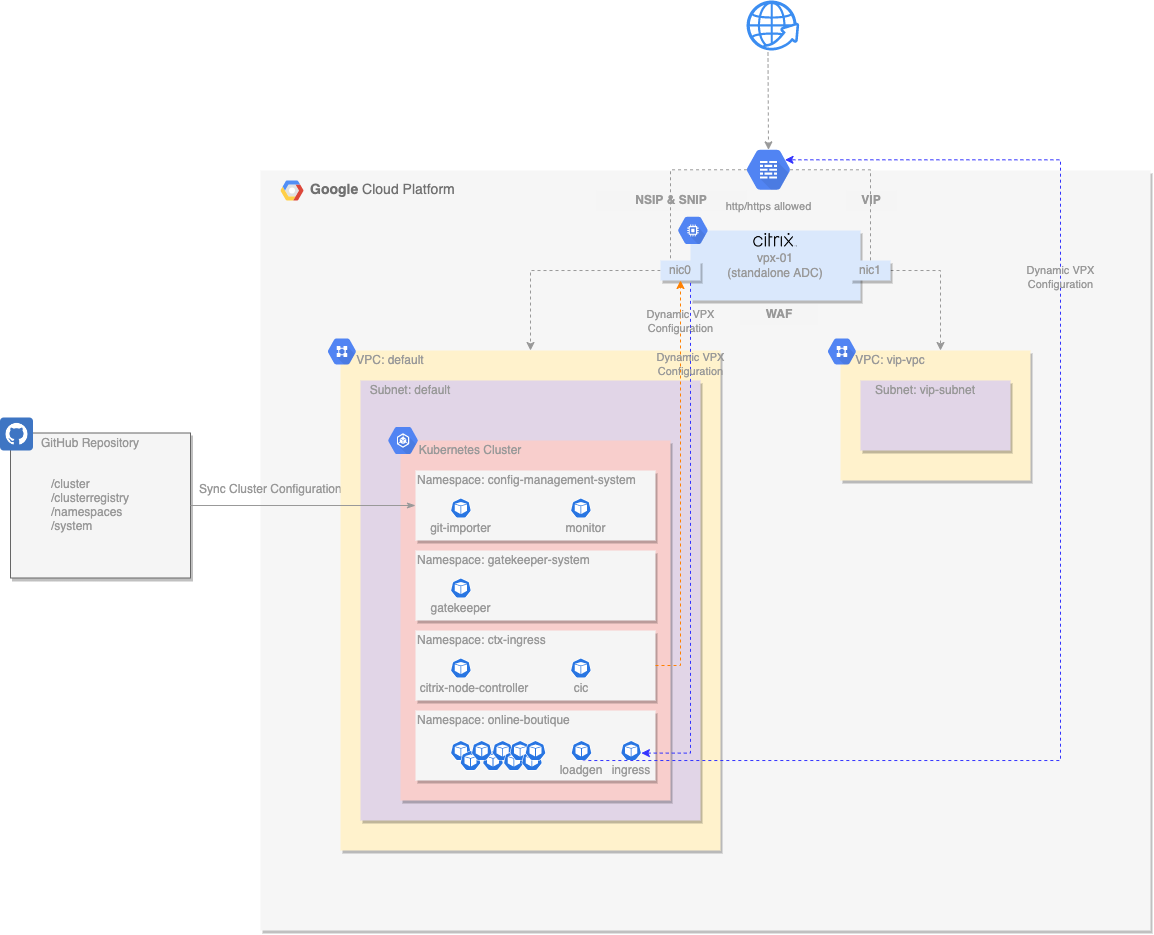 Google Cloud Platform
NSIP & SNIP
http/https allowed
VIP
citrix
vpx-01
(standalone ADC)
nic0
nic1
WAF
Dynamic VPX
Configuration
Dynamic VPX
Configuration
Dynamic VPX
Configuration
VPC: default
Subnet: default
VPC: vip-vpc
Subnet: vip-subnet
GitHub Repository
/cluster
/clusterregistry
/namespaces
/system
Sync Cluster Configuration
Kubernetes Cluster
Namespace: config-management-system
git-importer
monitor
Namespace: gatekeeper-system
gatekeeper
Namespace: ctx-ingress
citrix-node-controller
cic
Namespace: online-boutique
loadgen
ingress